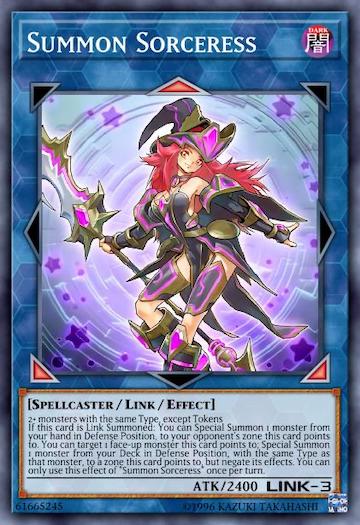 SUMMON SORCERESS
DARK
闇
[SPELLCASTER / LINK / EFFECT]
2+ monsters with the same Type, except Tokens
If this card is Link Summoned: You can Special Summon 1 monster from
your hand in Defense Position, to your opponent's zone this card points
to. You can target 1 face-up monster this card points to; Special Summon
1 monster from your Deck in Defense Position, with the same Type as
that monster, to a zone this card points to, but negate its effects. You can
only use this effect of "Summon Sorceress" once per turn.
ATK/2400 LINK-3
61665245
©1996 KAZUKI TAKAHASHI